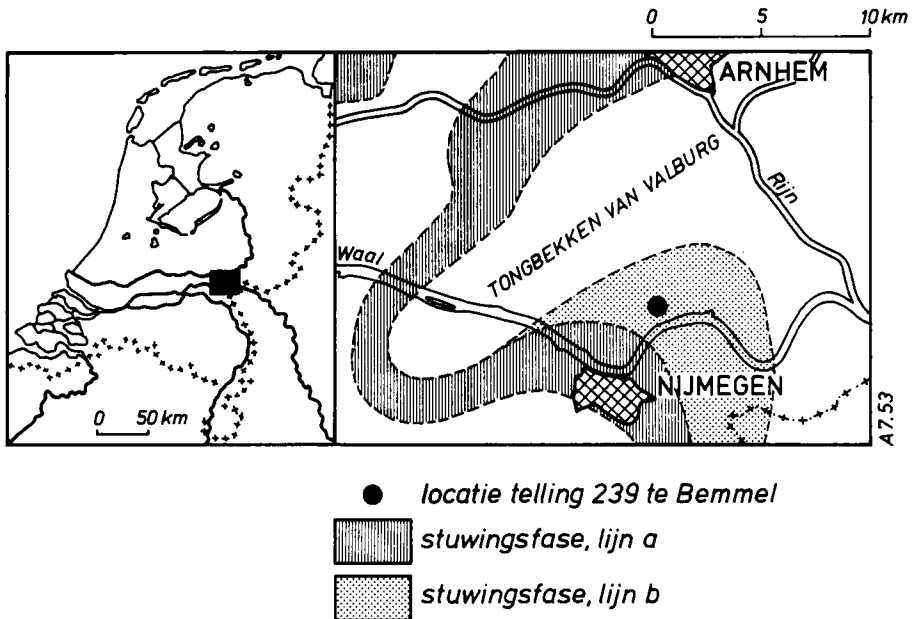 0 5 10 km
ARNHEM
TONGBEKKEN VAN VALBURG
Rijn
Waal
NIJMEGEN
0 50 km
A7.53
locatie telling 239 te Bemmel
stuwingsfase, lijn a
stuwingsfase, lijn b